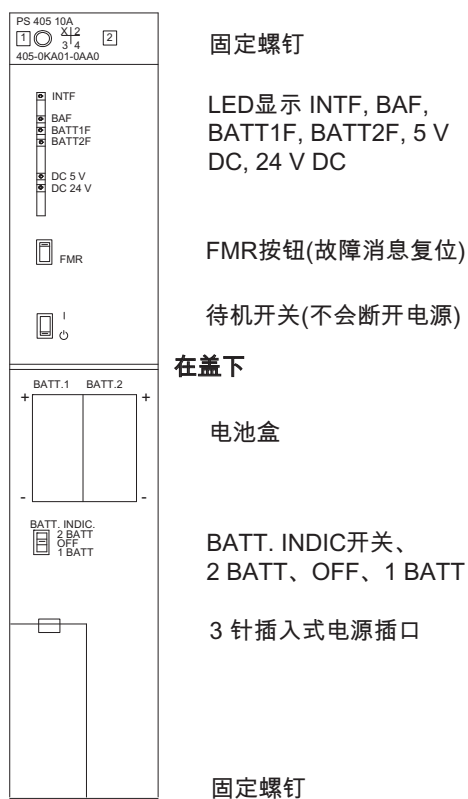 PS 405 10A
1 X 2 3 4 2
405-0KA01-0AA0
固定螺钉
INTF
BAF
BATT1F
BATT2F
DC 5 V
DC 24 V
LED显示 INTF, BAF,
BATT1F, BATT2F, 5 V
DC, 24 V DC
FMR
FMR按钮(故障消息复位)
I
待机开关(不会断开电源)
在盖下
BATT.1 BATT.2
+ +
电池盒
- -
BATT. INDIC.
2 BATT
OFF
1 BATT
BATT. INDIC开关、
2 BATT、OFF、1 BATT
3 针插入式电源插口
固定螺钉